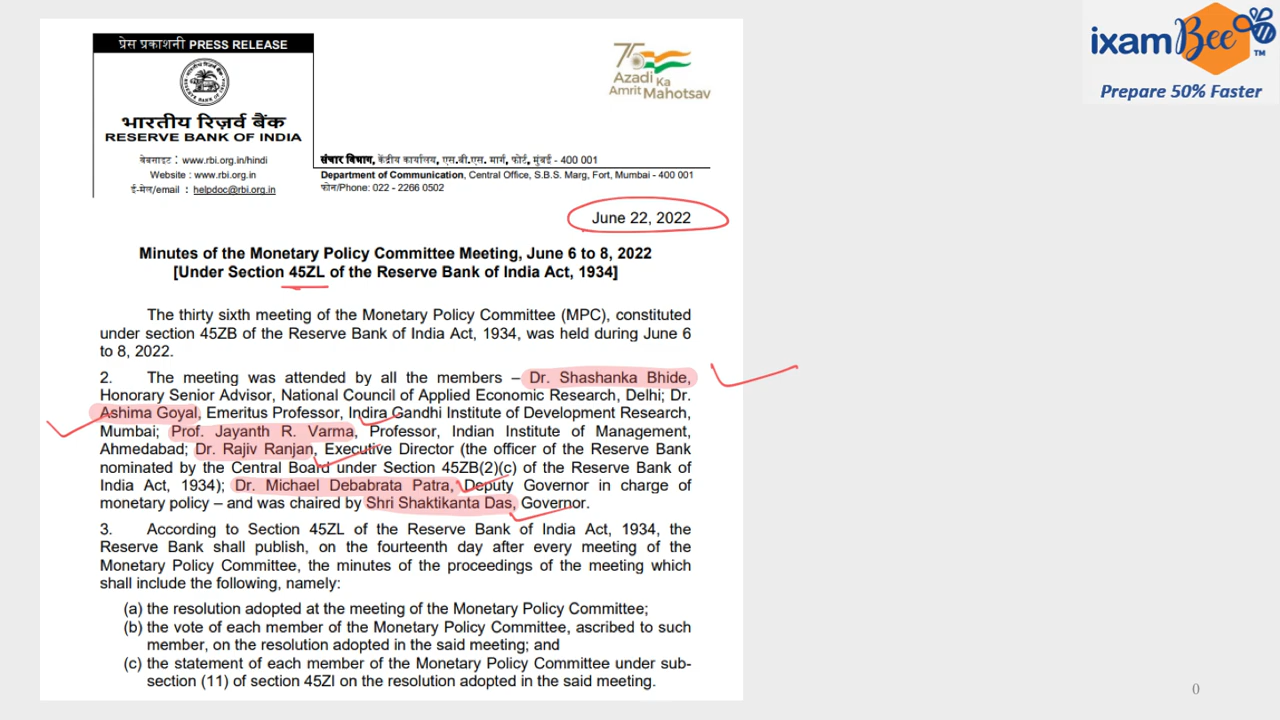 प्रेस प्रकाशनी PRESS RELEASE
भारतीय रिज़र्व बैंक
RESERVE BANK OF INDIA
वेबसाइट : www.rbi.org.in/hindi
Website : www.rbi.org.in
ई-मेल/email : helpdoc@rbi.org.in
75
Azadi Ka
Amrit Mahotsav
ixamBee
TM
Prepare 50% Faster
संचार विभाग, केंद्रीय कार्यालय, एस.बी.एस. मार्ग, फोर्ट, मुंबई - 400 001
Department of Communication, Central Office, S.B.S. Marg, Fort, Mumbai - 400 001
फोन/Phone: 022 - 2266 0502
June 22, 2022
Minutes of the Monetary Policy Committee Meeting, June 6 to 8, 2022
[Under Section 45ZL of the Reserve Bank of India Act, 1934]
The thirty sixth meeting of the Monetary Policy Committee (MPC), constituted
under section 45ZB of the Reserve Bank of India Act, 1934, was held during June 6
to 8, 2022.
2. The meeting was attended by all the members – Dr. Shashanka Bhide,
Honorary Senior Advisor, National Council of Applied Economic Research, Delhi; Dr.
Ashima Goyal, Emeritus Professor, Indira Gandhi Institute of Development Research,
Mumbai; Prof. Jayanth R. Varma, Professor, Indian Institute of Management,
Ahmedabad; Dr. Rajiv Ranjan, Executive Director (the officer of the Reserve Bank
nominated by the Central Board under Section 45ZB(2)(c) of the Reserve Bank of
India Act, 1934); Dr. Michael Debabrata Patra, Deputy Governor in charge of
monetary policy – and was chaired by Shri Shaktikanta Das, Governor.
3. According to Section 45ZL of the Reserve Bank of India Act, 1934, the
Reserve Bank shall publish, on the fourteenth day after every meeting of the
Monetary Policy Committee, the minutes of the proceedings of the meeting which
shall include the following, namely:
(a) the resolution adopted at the meeting of the Monetary Policy Committee;
(b) the vote of each member of the Monetary Policy Committee, ascribed to such
member, on the resolution adopted in the said meeting; and
(c) the statement of each member of the Monetary Policy Committee under sub-
section (11) of section 45ZI on the resolution adopted in the said meeting.
0